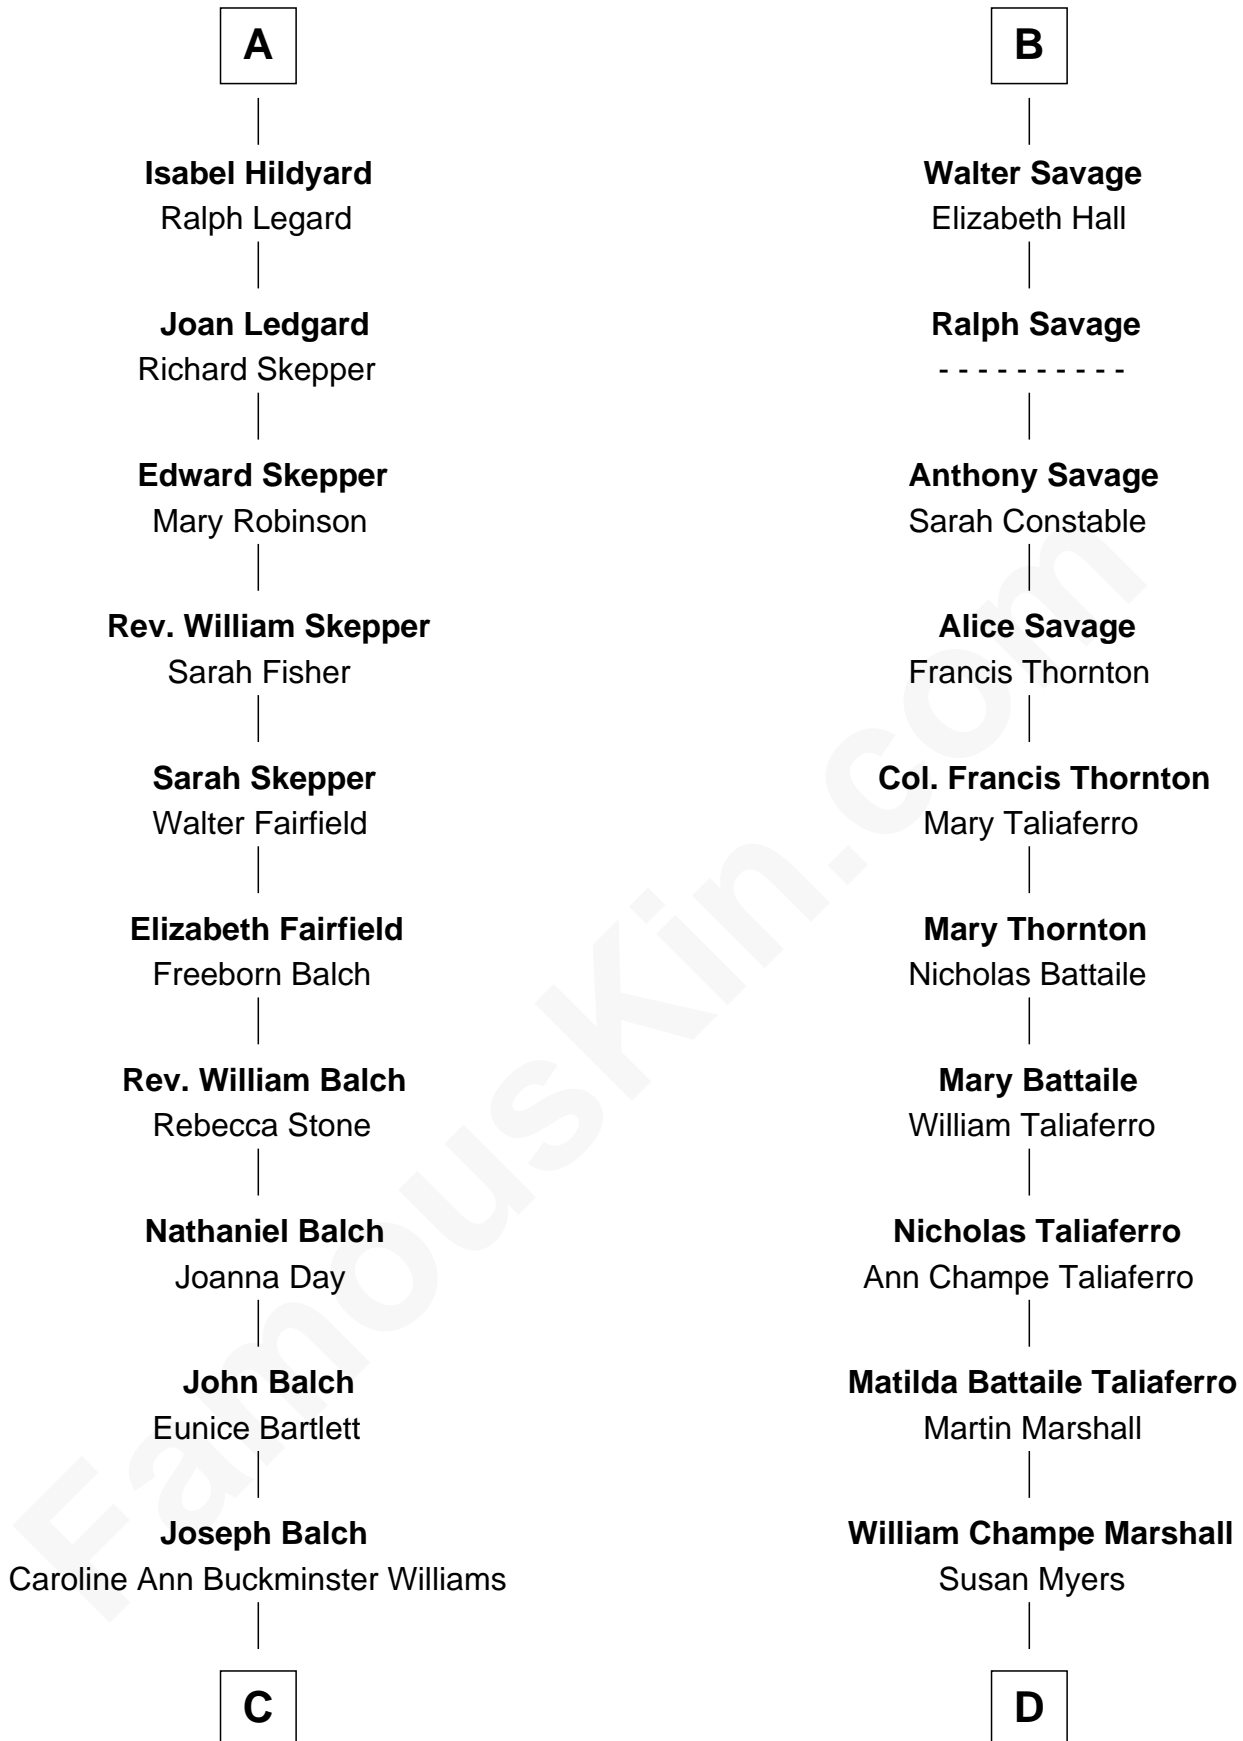 A
Isabel Hildyard
Ralph Legard
Joan Ledgard
Richard Skepper
Edward Skepper
Mary Robinson
Rev. William Skepper
Sarah Fisher
Sarah Skepper
Walter Fairfield
Elizabeth Fairfield
Freeborn Balch
Rev. William Balch
Rebecca Stone
Nathaniel Balch
Joanna Day
John Balch
Eunice Bartlett
Joseph Balch
Caroline Ann Buckminster Williams
C
B
Walter Savage
Elizabeth Hall
Ralph Savage
- - - - - - - - - -
Anthony Savage
Sarah Constable
Alice Savage
Francis Thornton
Col. Francis Thornton
Mary Taliaferro
Mary Thornton
Nicholas Battaile
Mary Battaile
William Taliaferro
Nicholas Taliaferro
Ann Champe Taliaferro
Matilda Battaile Taliaferro
Martin Marshall
William Champe Marshall
Susan Myers
D
FamousKin.com